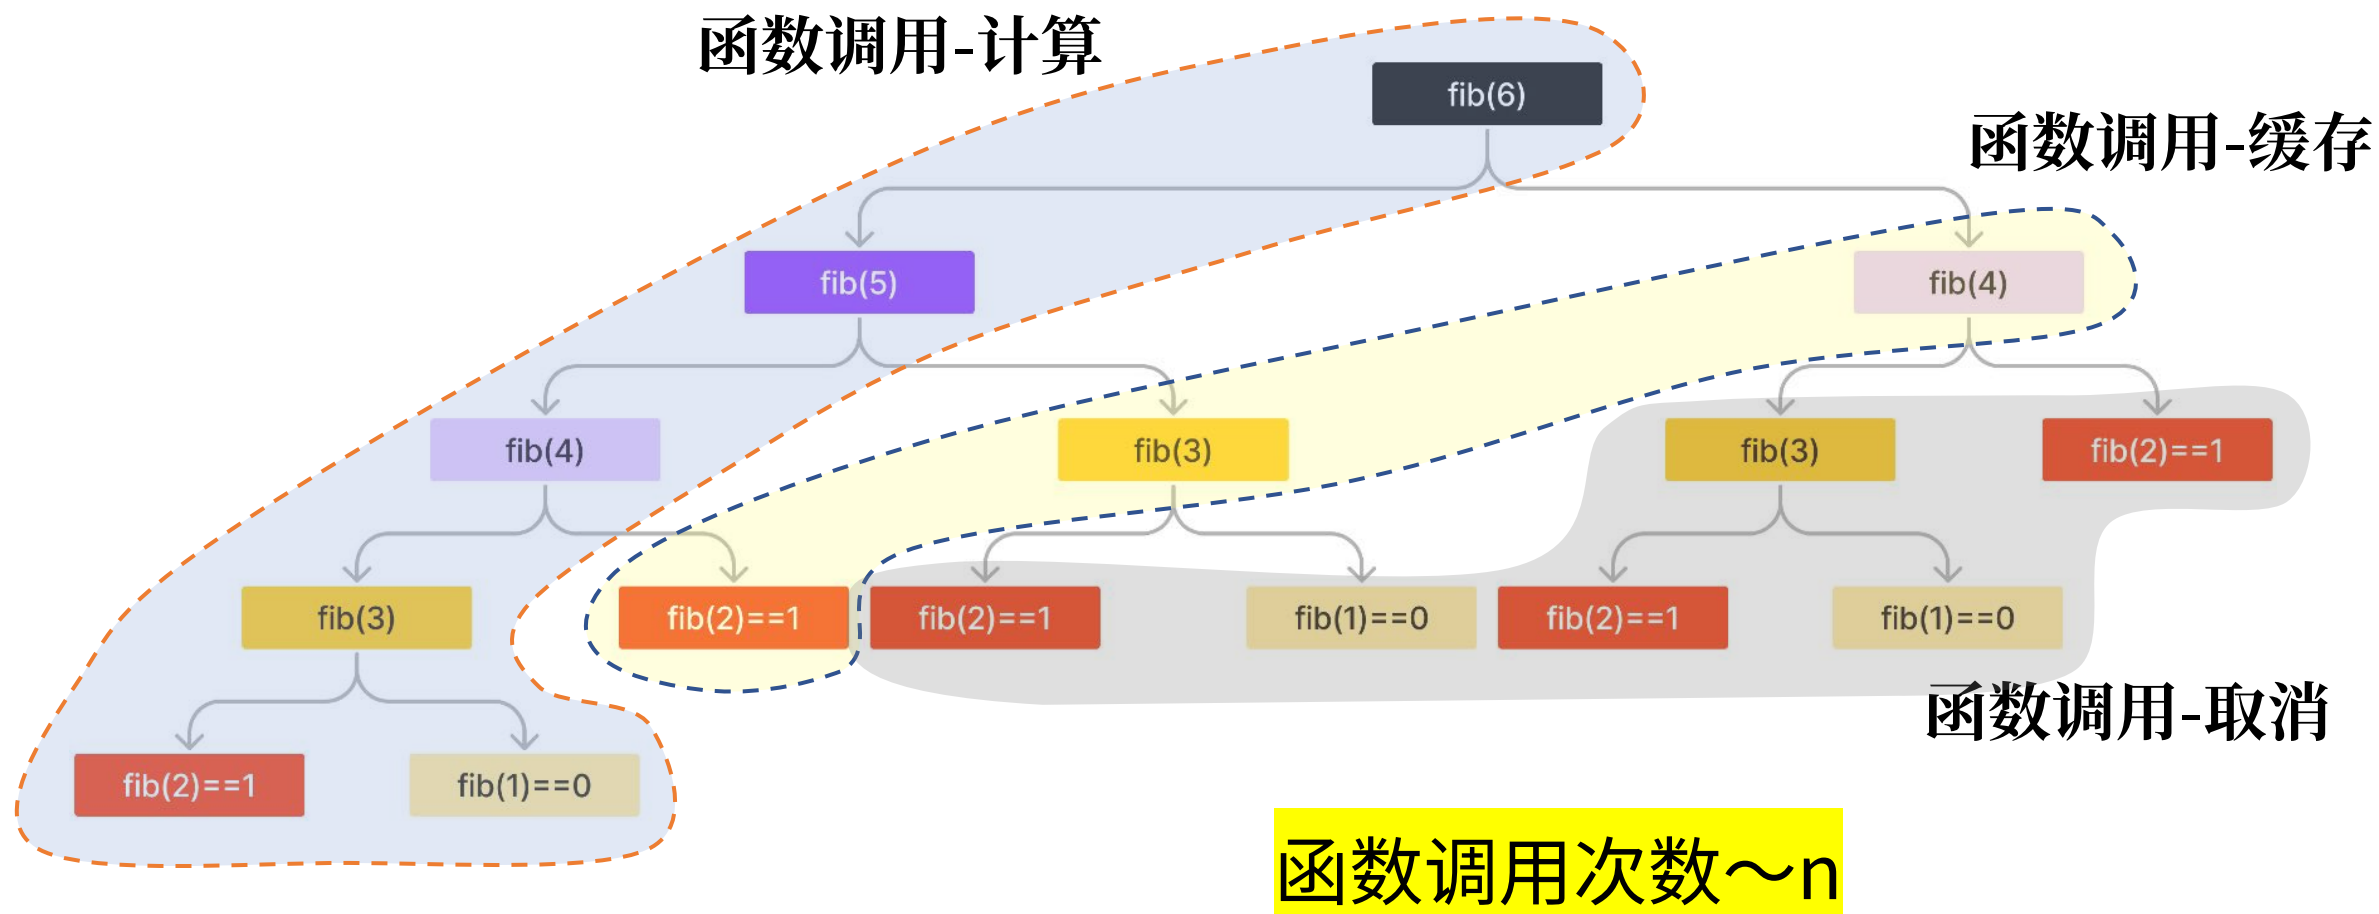 函数调用-计算
fib(6)
函数调用-缓存
fib(5)
fib(4)
fib(4)
fib(3)
fib(3)
fib(2)==1
fib(3)
fib(2)==1
fib(2)==1
fib(1)==0
fib(2)==1
fib(1)==0
函数调用-取消
fib(2)==1
fib(1)==0
函数调用次数～n